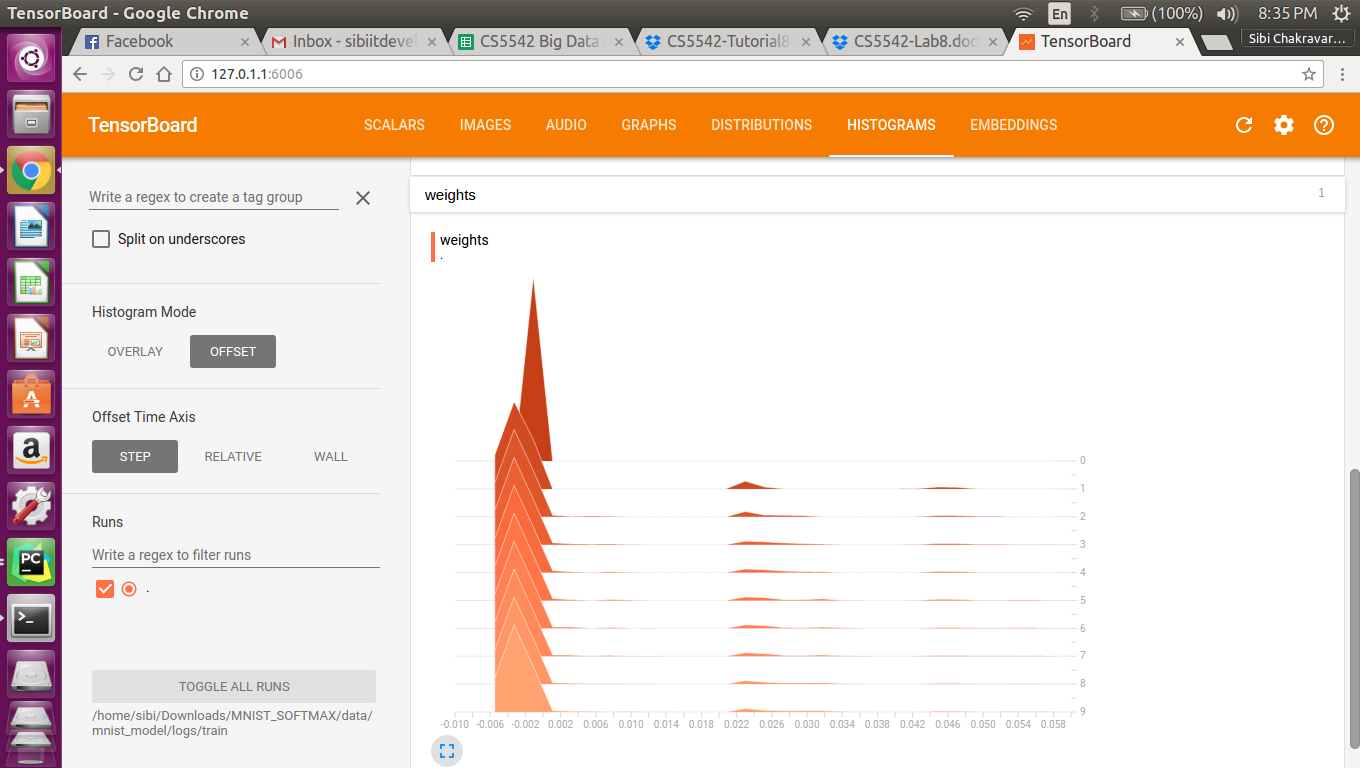 TensorBoard - Google Chrome
En
(100%)
8:35 PM
Facebook
Inbox - sibiitdevel
CS5542 Big Data A
CS5542-Tutorial8
CS5542-Lab8.doc
TensorBoard
Sibi Chakravar...
127.0.1.1:6006
TensorBoard
SCALARS
IMAGES
AUDIO
GRAPHS
DISTRIBUTIONS
HISTOGRAMS
EMBEDDINGS
Write a regex to create a tag group
Split on underscores
Histogram Mode
OVERLAY
OFFSET
Offset Time Axis
STEP
RELATIVE
WALL
Runs
Write a regex to filter runs
.
TOGGLE ALL RUNS
/home/sibi/Downloads/MNIST_SOFTMAX/data/
mnist_model/logs/train
weights
1
weights
.
0
1
2
3
4
5
6
7
8
9
-0.010 -0.006 -0.002 0.002 0.006 0.010 0.014 0.018 0.022 0.026 0.030 0.034 0.038 0.042 0.046 0.050 0.054 0.058
PC
>_
a